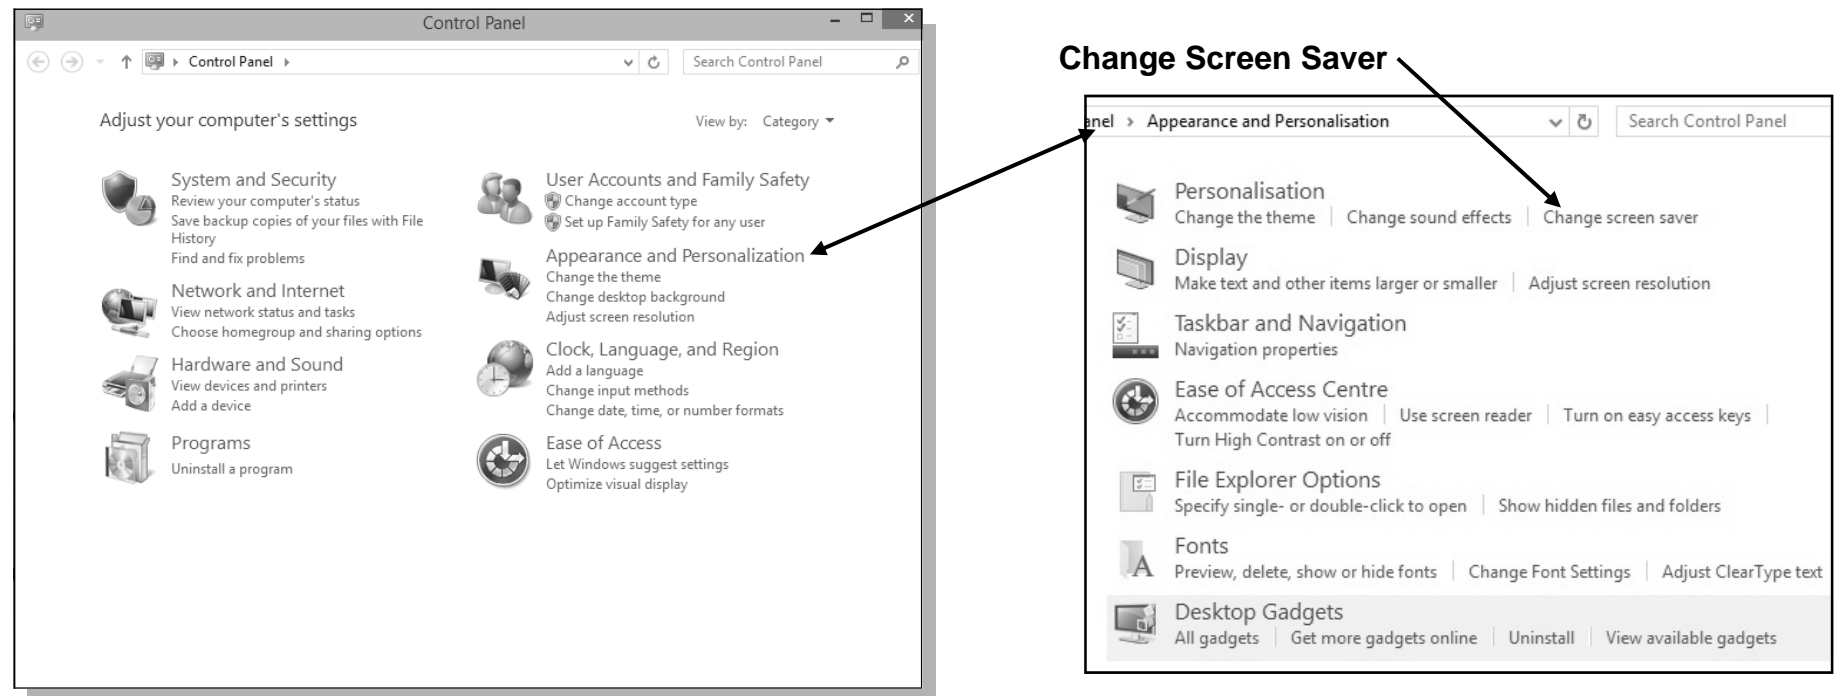 Control Panel
Control Panel
Search Control Panel
Adjust your computer's settings
View by: Category
System and Security
Review your computer's status
Save backup copies of your files with File
History
Find and fix problems
Network and Internet
View network status and tasks
Choose homegroup and sharing options
Hardware and Sound
View devices and printers
Add a device
Programs
Uninstall a program
User Accounts and Family Safety
Change account type
Set up Family Safety for any user
Appearance and Personalization
Change the theme
Change desktop background
Adjust screen resolution
Clock, Language, and Region
Add a language
Change input methods
Change date, time, or number formats
Ease of Access
Let Windows suggest settings
Optimize visual display
Change Screen Saver
anel > Appearance and Personalisation
Search Control Panel
Personalisation
Change the theme | Change sound effects | Change screen saver
Display
Make text and other items larger or smaller | Adjust screen resolution
Taskbar and Navigation
Navigation properties
Ease of Access Centre
Accommodate low vision | Use screen reader | Turn on easy access keys |
Turn High Contrast on or off
File Explorer Options
Specify single- or double-click to open | Show hidden files and folders
Fonts
Preview, delete, show or hide fonts | Change Font Settings | Adjust ClearType text
Desktop Gadgets
All gadgets | Get more gadgets online | Uninstall | View available gadgets